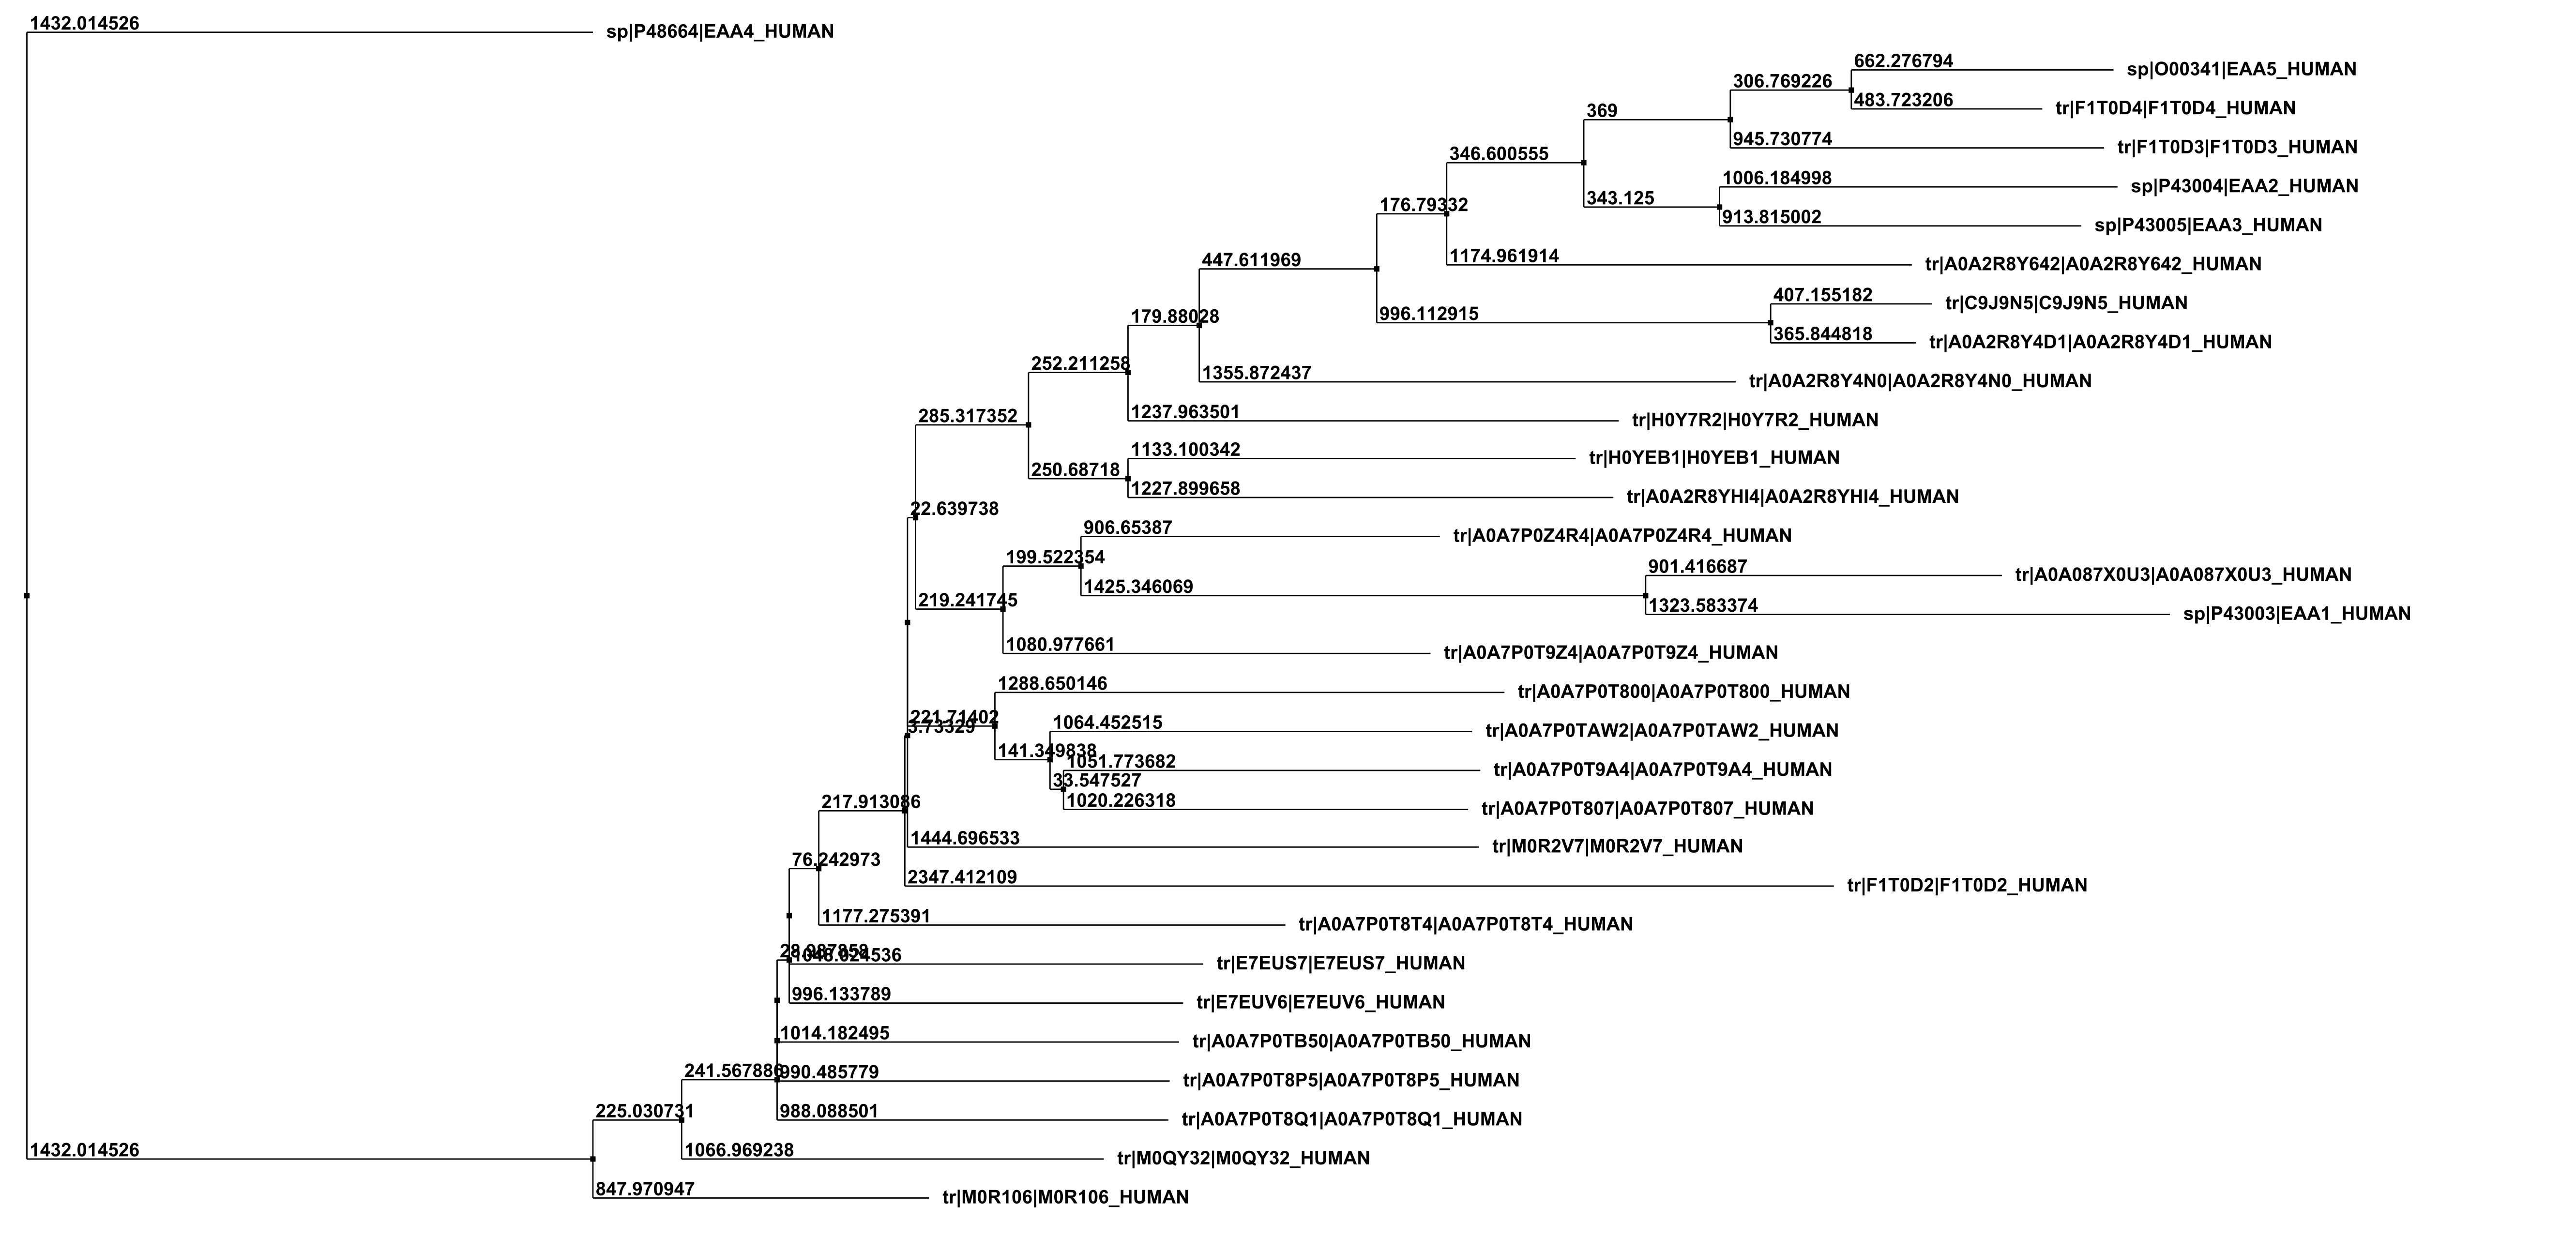 1432.014526
sp|P48664|EAA4_HUMAN
662.276794
sp|O00341|EAA5_HUMAN
306.769226
483.723206
tr|F1T0D4|F1T0D4_HUMAN
369
945.730774
tr|F1T0D3|F1T0D3_HUMAN
346.600555
1006.184998
sp|P43004|EAA2_HUMAN
343.125
913.815002
sp|P43005|EAA3_HUMAN
176.79332
1174.961914
tr|A0A2R8Y642|A0A2R8Y642_HUMAN
447.611969
407.155182
tr|C9J9N5|C9J9N5_HUMAN
996.112915
365.844818
tr|A0A2R8Y4D1|A0A2R8Y4D1_HUMAN
179.88028
1355.872437
tr|A0A2R8Y4N0|A0A2R8Y4N0_HUMAN
252.211258
1237.963501
tr|H0Y7R2|H0Y7R2_HUMAN
285.317352
1133.100342
tr|H0YEB1|H0YEB1_HUMAN
250.68718
1227.899658
tr|A0A2R8YHI4|A0A2R8YHI4_HUMAN
22.639738
906.65387
tr|A0A7P0Z4R4|A0A7P0Z4R4_HUMAN
199.522354
901.416687
tr|A0A087X0U3|A0A087X0U3_HUMAN
1425.346069
1323.583374
sp|P43003|EAA1_HUMAN
219.241745
1080.977661
tr|A0A7P0T9Z4|A0A7P0T9Z4_HUMAN
1288.650146
tr|A0A7P0T800|A0A7P0T800_HUMAN
221.71402
3.73329
1064.452515
tr|A0A7P0TAW2|A0A7P0TAW2_HUMAN
141.349838
1051.773682
tr|A0A7P0T9A4|A0A7P0T9A4_HUMAN
33.547527
1020.226318
tr|A0A7P0T807|A0A7P0T807_HUMAN
217.913086
1444.696533
tr|M0R2V7|M0R2V7_HUMAN
76.242973
2347.412109
tr|F1T0D2|F1T0D2_HUMAN
1177.275391
tr|A0A7P0T8T4|A0A7P0T8T4_HUMAN
tr|E7EUS7|E7EUS7_HUMAN
996.133789
tr|E7EUV6|E7EUV6_HUMAN
1014.182495
tr|A0A7P0TB50|A0A7P0TB50_HUMAN
241.567886
990.485779
tr|A0A7P0T8P5|A0A7P0T8P5_HUMAN
225.030731
988.088501
tr|A0A7P0T8Q1|A0A7P0T8Q1_HUMAN
1432.014526
1066.969238
tr|M0QY32|M0QY32_HUMAN
847.970947
tr|M0R106|M0R106_HUMAN